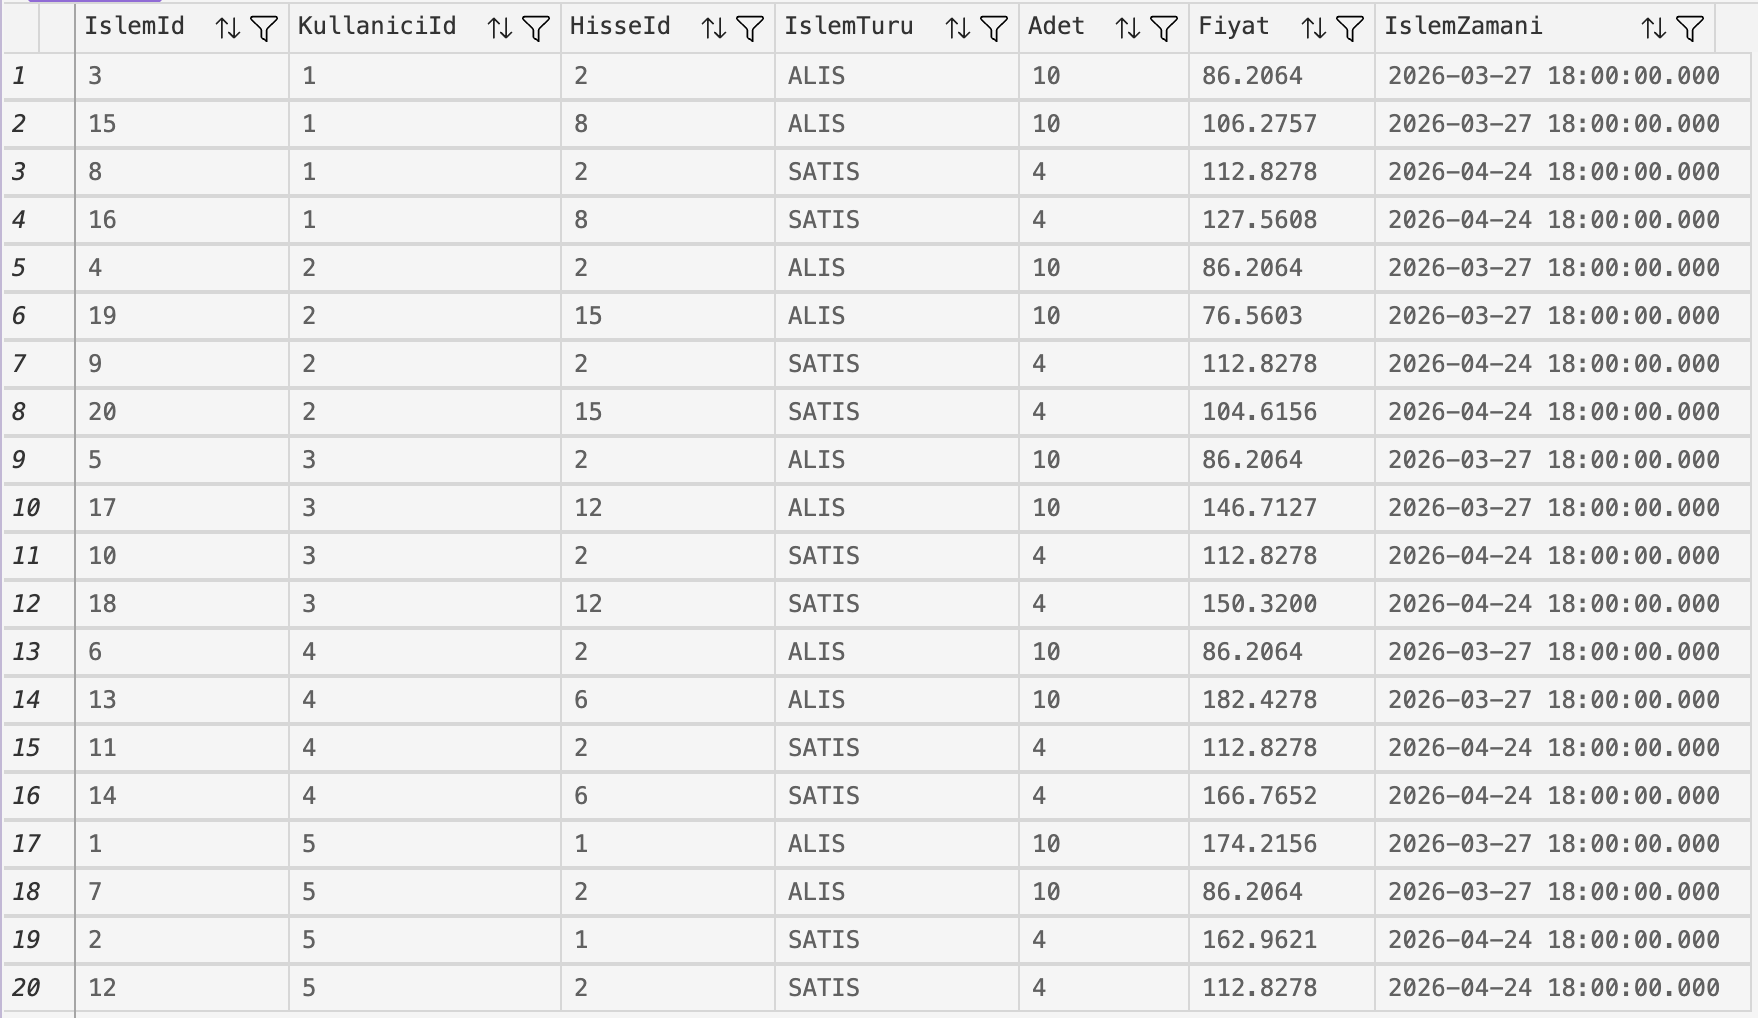 IslemId KullaniciId HisseId IslemTuru Adet Fiyat IslemZamani
1 3 1 2 ALIS 10 86.2064 2026-03-27 18:00:00.000
2 15 1 8 ALIS 10 106.2757 2026-03-27 18:00:00.000
3 8 1 2 SATIS 4 112.8278 2026-04-24 18:00:00.000
4 16 1 8 SATIS 4 127.5608 2026-04-24 18:00:00.000
5 4 2 2 ALIS 10 86.2064 2026-03-27 18:00:00.000
6 19 2 15 ALIS 10 76.5603 2026-03-27 18:00:00.000
7 9 2 2 SATIS 4 112.8278 2026-04-24 18:00:00.000
8 20 2 15 SATIS 4 104.6156 2026-04-24 18:00:00.000
9 5 3 2 ALIS 10 86.2064 2026-03-27 18:00:00.000
10 17 3 12 ALIS 10 146.7127 2026-03-27 18:00:00.000
11 10 3 2 SATIS 4 112.8278 2026-04-24 18:00:00.000
12 18 3 12 SATIS 4 150.3200 2026-04-24 18:00:00.000
13 6 4 2 ALIS 10 86.2064 2026-03-27 18:00:00.000
14 13 4 6 ALIS 10 182.4278 2026-03-27 18:00:00.000
15 11 4 2 SATIS 4 112.8278 2026-04-24 18:00:00.000
16 14 4 6 SATIS 4 166.7652 2026-04-24 18:00:00.000
17 1 5 1 ALIS 10 174.2156 2026-03-27 18:00:00.000
18 7 5 2 ALIS 10 86.2064 2026-03-27 18:00:00.000
19 2 5 1 SATIS 4 162.9621 2026-04-24 18:00:00.000
20 12 5 2 SATIS 4 112.8278 2026-04-24 18:00:00.000